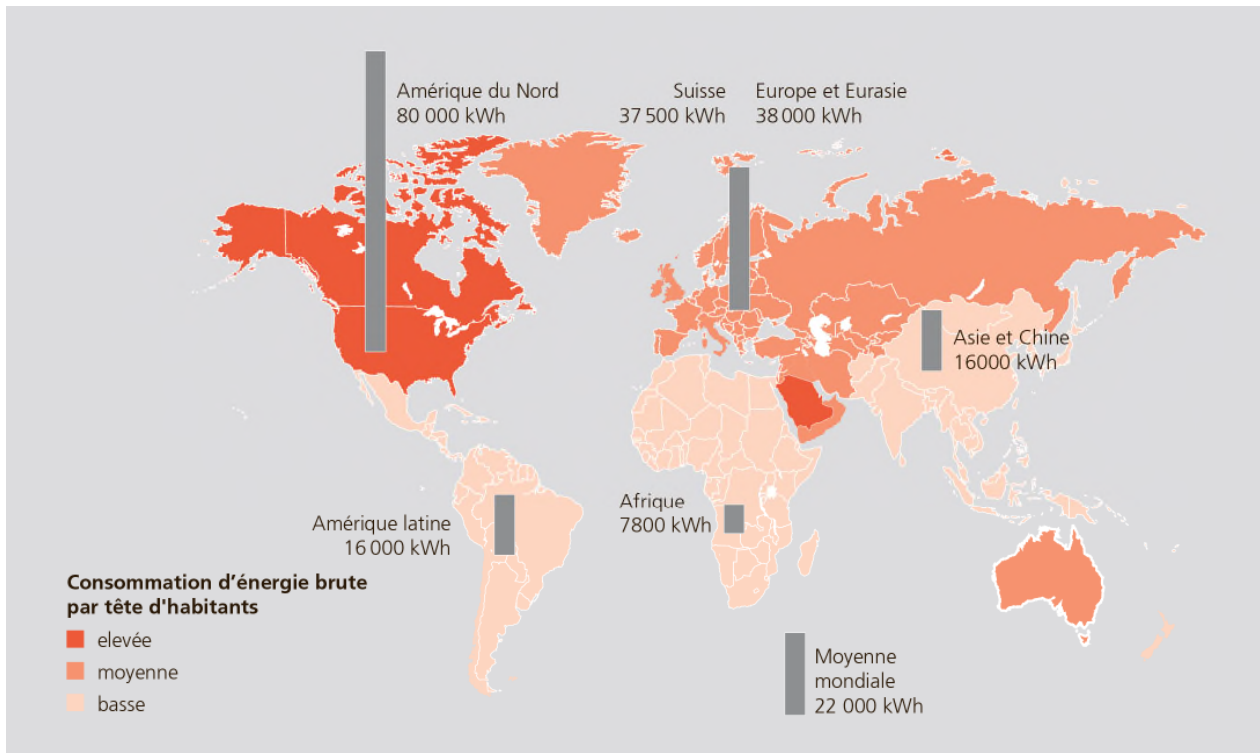 Amérique du Nord
80 000 kWh
Suisse
37 500 kWh
Europe et Eurasie
38 000 kWh
Asie et Chine
16000 kWh
Afrique
7800 kWh
Amérique latine
16 000 kWh
Consommation d’énergie brute
par tête d'habitants
elevée
moyenne
basse
Moyenne
mondiale
22 000 kWh